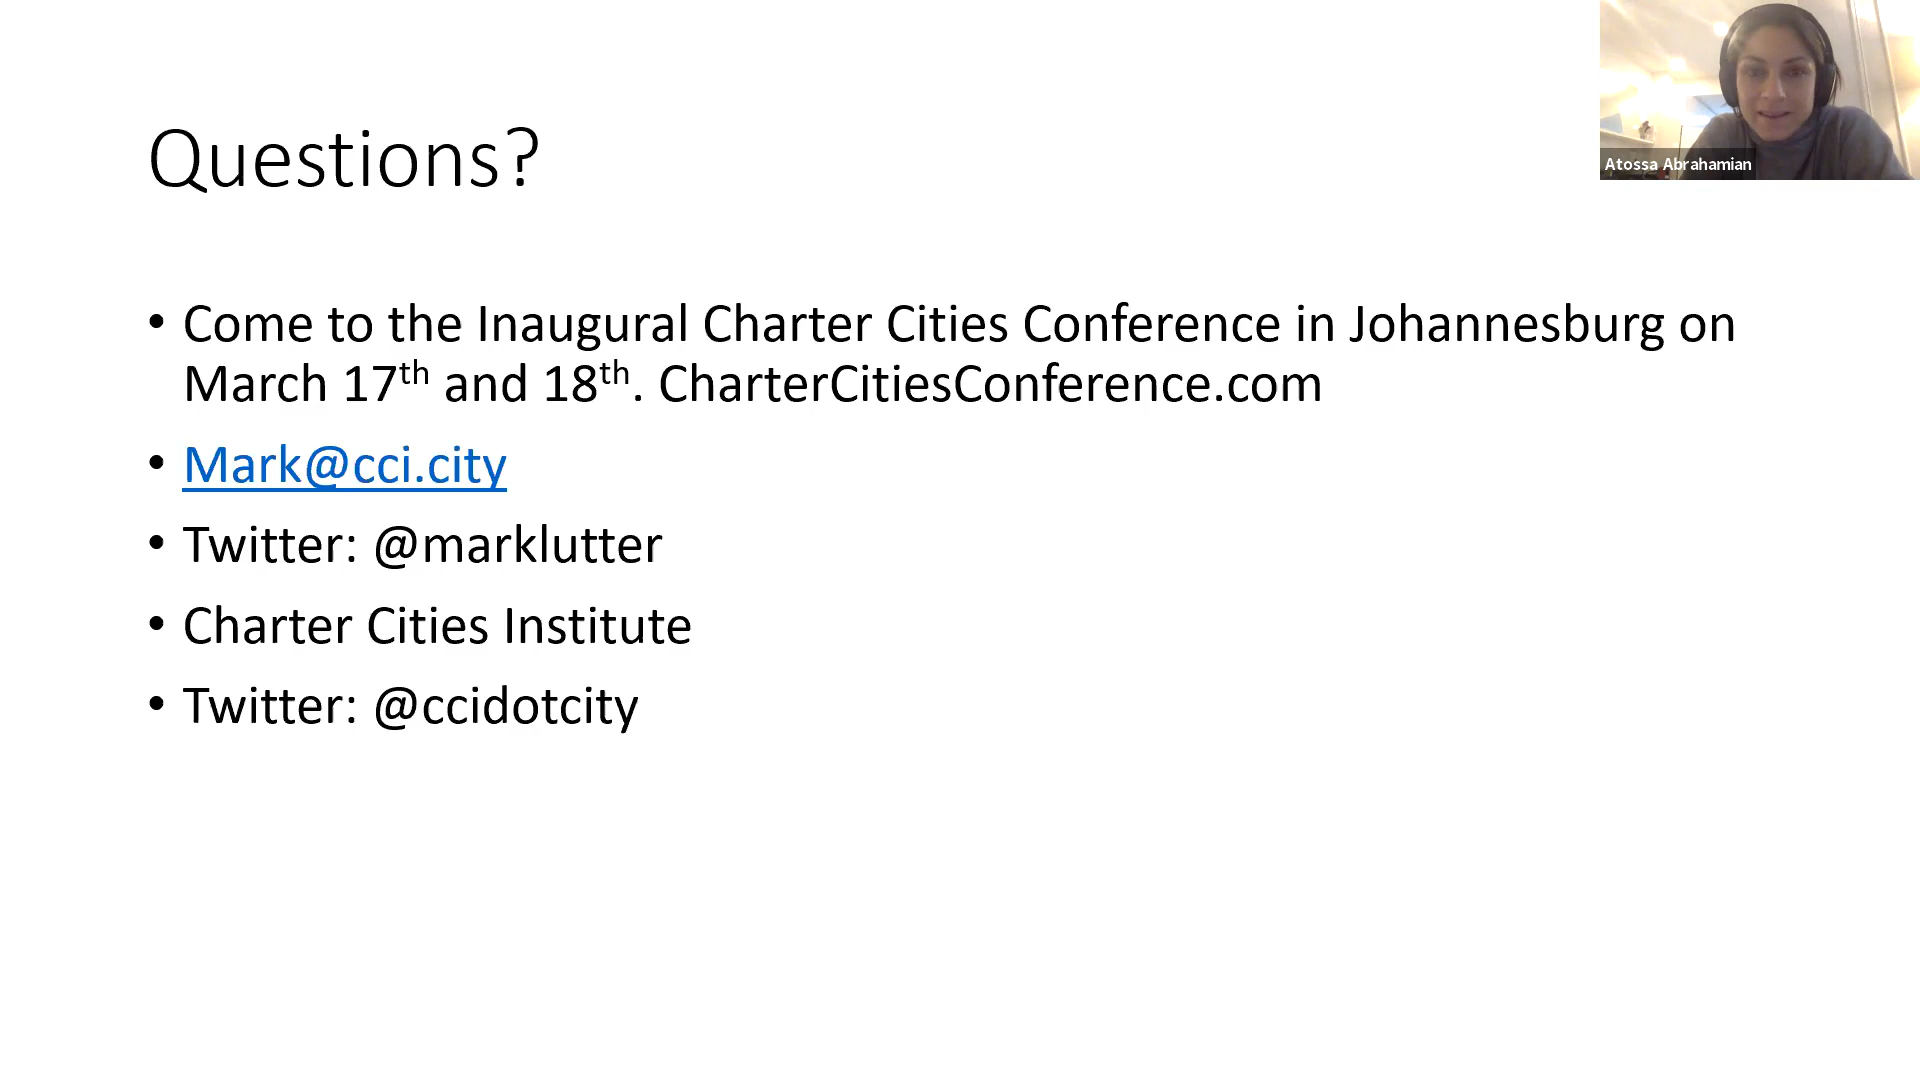 Atossa Abrahamian
Questions?
• Come to the Inaugural Charter Cities Conference in Johannesburg on
March 17th and 18th. CharterCitiesConference.com
• Mark@cci.city
• Twitter: @marklutter
• Charter Cities Institute
• Twitter: @ccidotcity